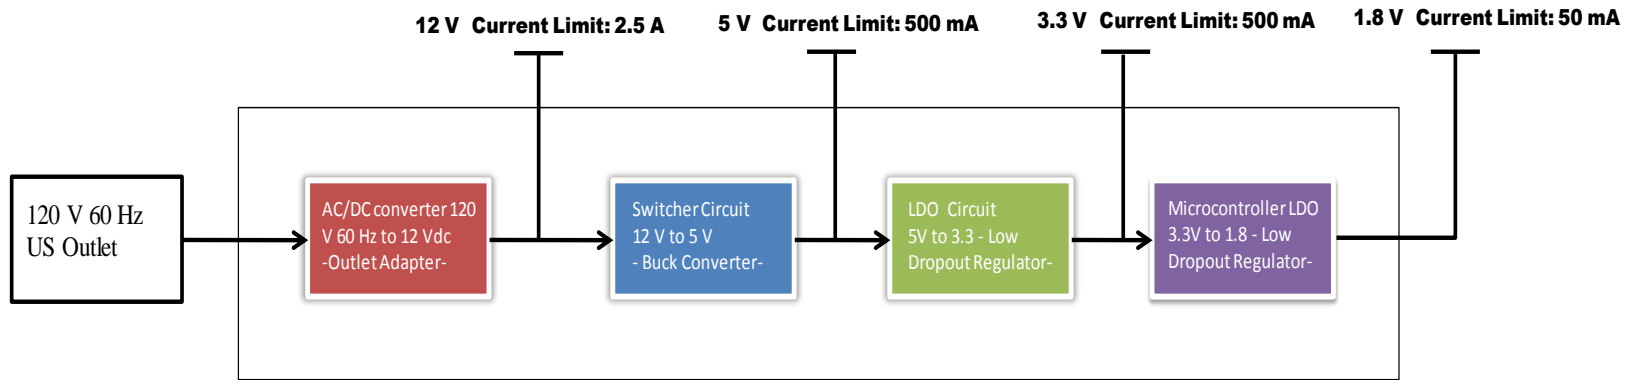 12 V Current Limit: 2.5 A
5 V Current Limit: 500 mA
3.3 V Current Limit: 500 mA
1.8 V Current Limit: 50 mA
120 V 60 Hz
US Outlet
AC/DC converter 120
V 60 Hz to 12 Vdc
-Outlet Adapter-
Switcher Circuit
12 V to 5 V
- Buck Converter-
LDO Circuit
5V to 3.3 - Low
Dropout Regulator-
Microcontroller LDO
3.3V to 1.8 - Low
Dropout Regulator-